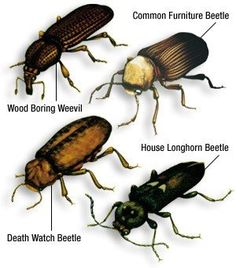 Common Furniture Beetle
Wood Boring Weevil
House Longhorn Beetle
Death Watch Beetle